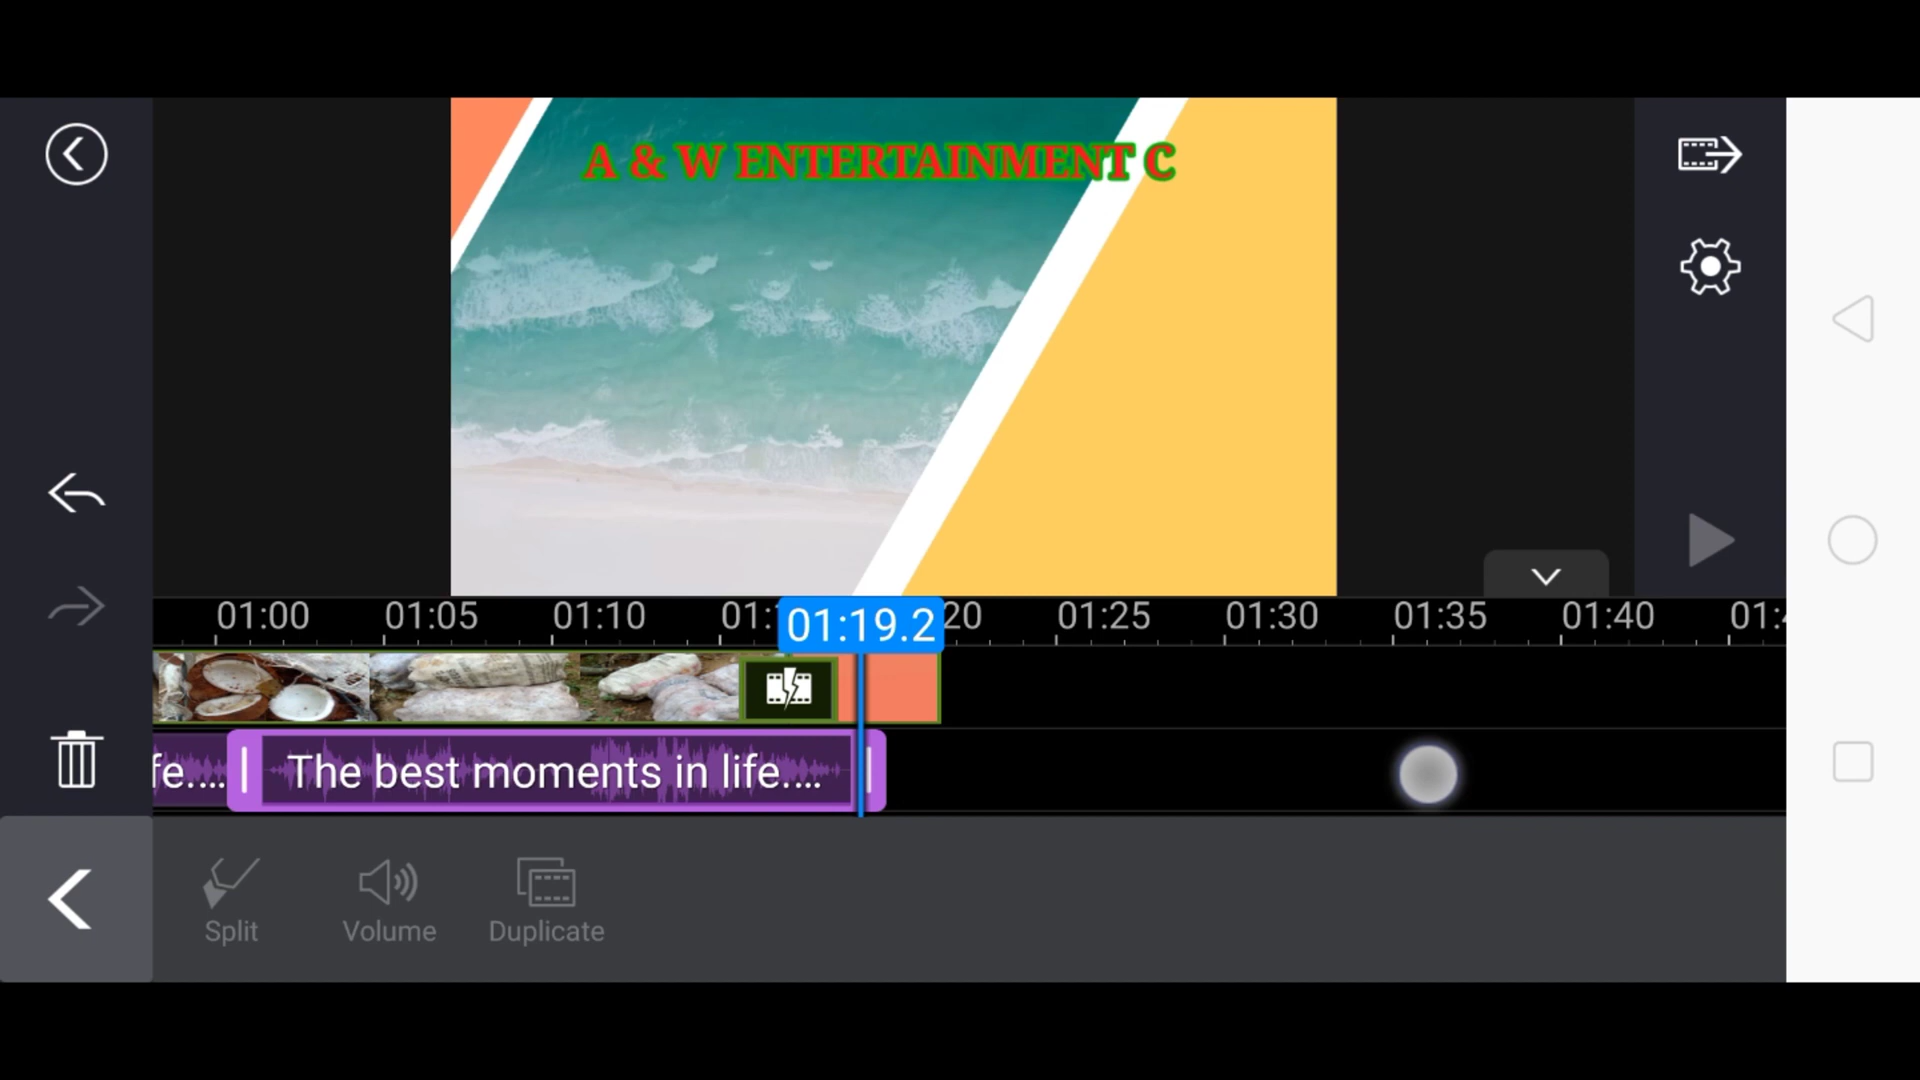 A & W ENTERTAINMENT C
01:00 01:05 01:10 01:19.2 20 01:25 01:30 01:35 01:40
fe.... The best moments in life....
Split Volume Duplicate